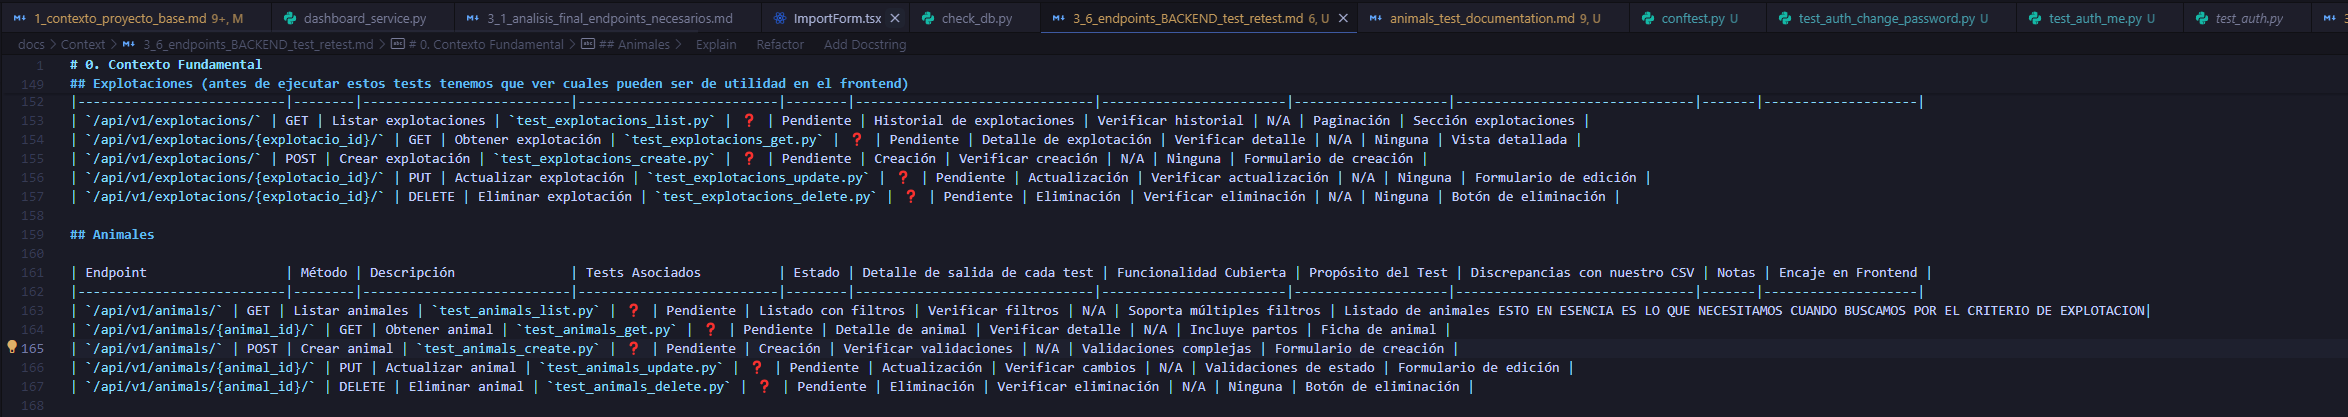 1_contexto_proyecto_base.md 9+, M dashboard_service.py 3_1_analisis_final_endpoints_necesarios.md ImportForm.tsx check_db.py 3_6_endpoints_BACKEND_test_retest.md 6, U animals_test_documentation.md 9, U conftest.py U test_auth_change_password.py U test_auth_me.py U test_auth.py
docs > Context > 3_6_endpoints_BACKEND_test_retest.md > # 0. Contexto Fundamental > ## Animales > Explain Refactor Add Docstring
1 # 0. Contexto Fundamental
149 ## Explotaciones (antes de ejecutar estos tests tenemos que ver cuales pueden ser de utilidad en el frontend)
152 |---------------------------|--------|---------------------------|--------------------------|--------|-------------------------------|------------------------|--------------------|-------------------------------|-------|--------------------|
153 | `/api/v1/explotacions/` | GET | Listar explotaciones | `test_explotacions_list.py` | ❓ | Pendiente | Historial de explotaciones | Verificar historial | N/A | Paginación | Sección explotaciones |
154 | `/api/v1/explotacions/{explotacio_id}/` | GET | Obtener explotación | `test_explotacions_get.py` | ❓ | Pendiente | Detalle de explotación | Verificar detalle | N/A | Ninguna | Vista detallada |
155 | `/api/v1/explotacions/` | POST | Crear explotación | `test_explotacions_create.py` | ❓ | Pendiente | Creación | Verificar creación | N/A | Ninguna | Formulario de creación |
156 | `/api/v1/explotacions/{explotacio_id}/` | PUT | Actualizar explotación | `test_explotacions_update.py` | ❓ | Pendiente | Actualización | Verificar actualización | N/A | Ninguna | Formulario de edición |
157 | `/api/v1/explotacions/{explotacio_id}/` | DELETE | Eliminar explotación | `test_explotacions_delete.py` | ❓ | Pendiente | Eliminación | Verificar eliminación | N/A | Ninguna | Botón de eliminación |
158
159 ## Animales
160
161 | Endpoint | Método | Descripción | Tests Asociados | Estado | Detalle de salida de cada test | Funcionalidad Cubierta | Propósito del Test | Discrepancias con nuestro CSV | Notas | Encaje en Frontend |
162 |---------------------------|--------|---------------------------|--------------------------|--------|-------------------------------|------------------------|--------------------|-------------------------------|-------|--------------------|
163 | `/api/v1/animals/` | GET | Listar animales | `test_animals_list.py` | ❓ | Pendiente | Listado con filtros | Verificar filtros | N/A | Soporta múltiples filtros | Listado de animales ESTO EN ESENCIA ES LO QUE NECESITAMOS CUANDO BUSCAMOS POR EL CRITERIO DE EXPLOTACION|
164 | `/api/v1/animals/{animal_id}/` | GET | Obtener animal | `test_animals_get.py` | ❓ | Pendiente | Detalle de animal | Verificar detalle | N/A | Incluye partos | Ficha de animal |
165 | `/api/v1/animals/` | POST | Crear animal | `test_animals_create.py` | ❓ | Pendiente | Creación | Verificar validaciones | N/A | Validaciones complejas | Formulario de creación |
166 | `/api/v1/animals/{animal_id}/` | PUT | Actualizar animal | `test_animals_update.py` | ❓ | Pendiente | Actualización | Verificar cambios | N/A | Validaciones de estado | Formulario de edición |
167 | `/api/v1/animals/{animal_id}/` | DELETE | Eliminar animal | `test_animals_delete.py` | ❓ | Pendiente | Eliminación | Verificar eliminación | N/A | Ninguna | Botón de eliminación |
168